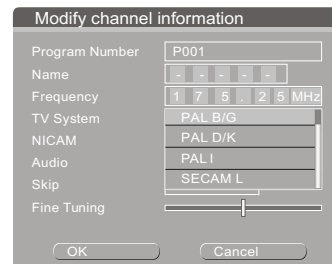 Modify channel information
Program Number P001
Name - - - - -
Frequency 1 7 5 . 2 5 MHz
TV System PAL B/G
NICAM PAL D/K
Audio PAL I
Skip SECAM L
Fine Tuning
OK Cancel